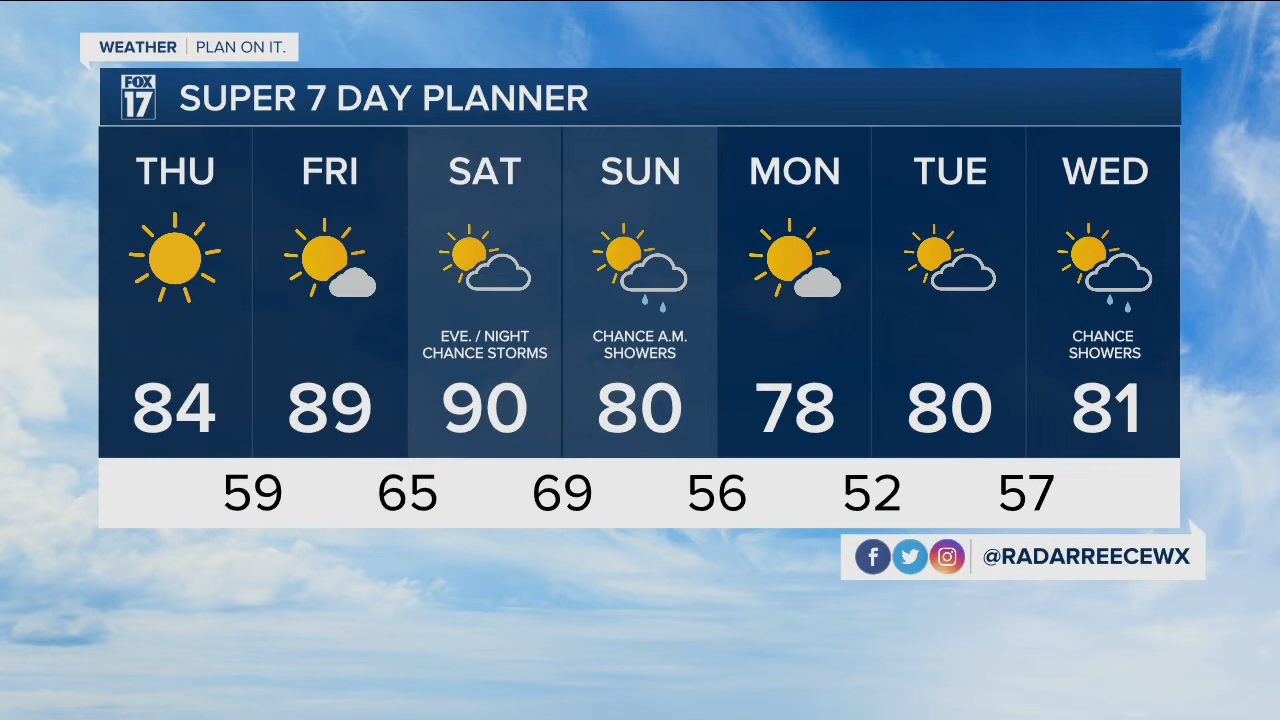 WEATHER | PLAN ON IT.
FOX
17
SUPER 7 DAY PLANNER
THU FRI SAT SUN MON TUE WED
EVE. / NIGHT
CHANCE STORMS
CHANCE A.M.
SHOWERS
CHANCE
SHOWERS
84 89 90 80 78 80 81
59 65 69 56 52 57
@RADARREECEWX